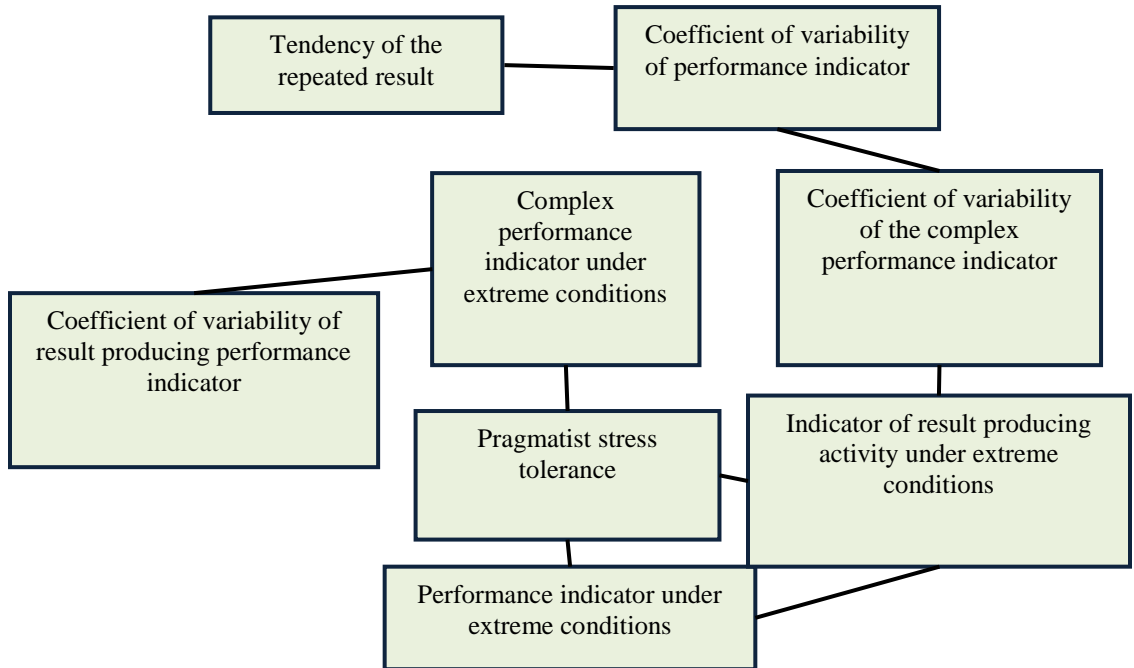 Tendency of the
repeated result
Coefficient of variability
of performance indicator
Complex
performance
indicator under
extreme conditions
Coefficient of variability
of the complex
performance indicator
Coefficient of variability of
result producing performance
indicator
Pragmatist stress
tolerance
Indicator of result producing
activity under extreme
conditions
Performance indicator under
extreme conditions